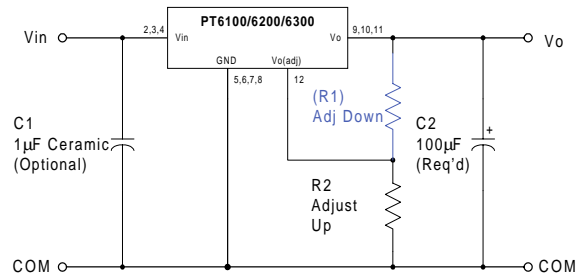 PT6100/6200/6300
Vin
2,3,4
Vin
Vo
9,10,11
Vo
GND
Vo(adj)
5,6,7,8
12
(R1)
Adj Down
C1
1µF Ceramic
(Optional)
C2
100µF
(Req'd)
+
R2
Adjust
Up
COM
COM